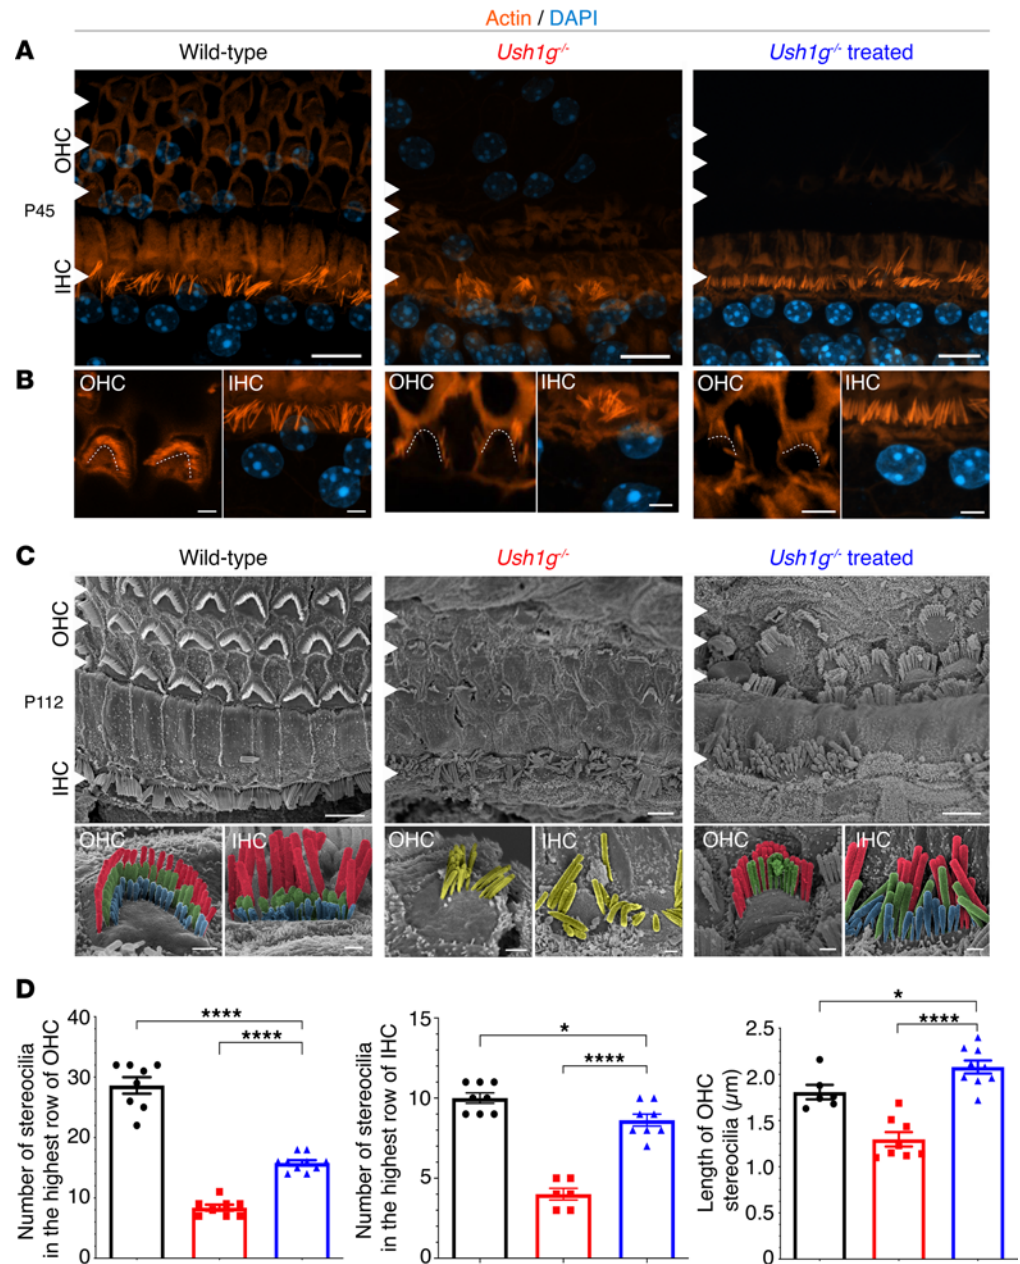 Actin / DAPI
A
Wild-type
Ush1g-/-
Ush1g-/- treated
OHC
P45
IHC
B
OHC
IHC
OHC
IHC
OHC
IHC
C
Wild-type
Ush1g-/-
Ush1g-/- treated
OHC
P112
IHC
OHC
IHC
OHC
IHC
OHC
IHC
D
Number of stereocilia
in the highest row of OHC
40
30
20
10
0
****
****
Number of stereocilia
in the highest row of IHC
15
10
5
0
*
****
Length of OHC
stereocilia (µm)
2.5
2.0
1.5
1.0
0.5
0
*
****